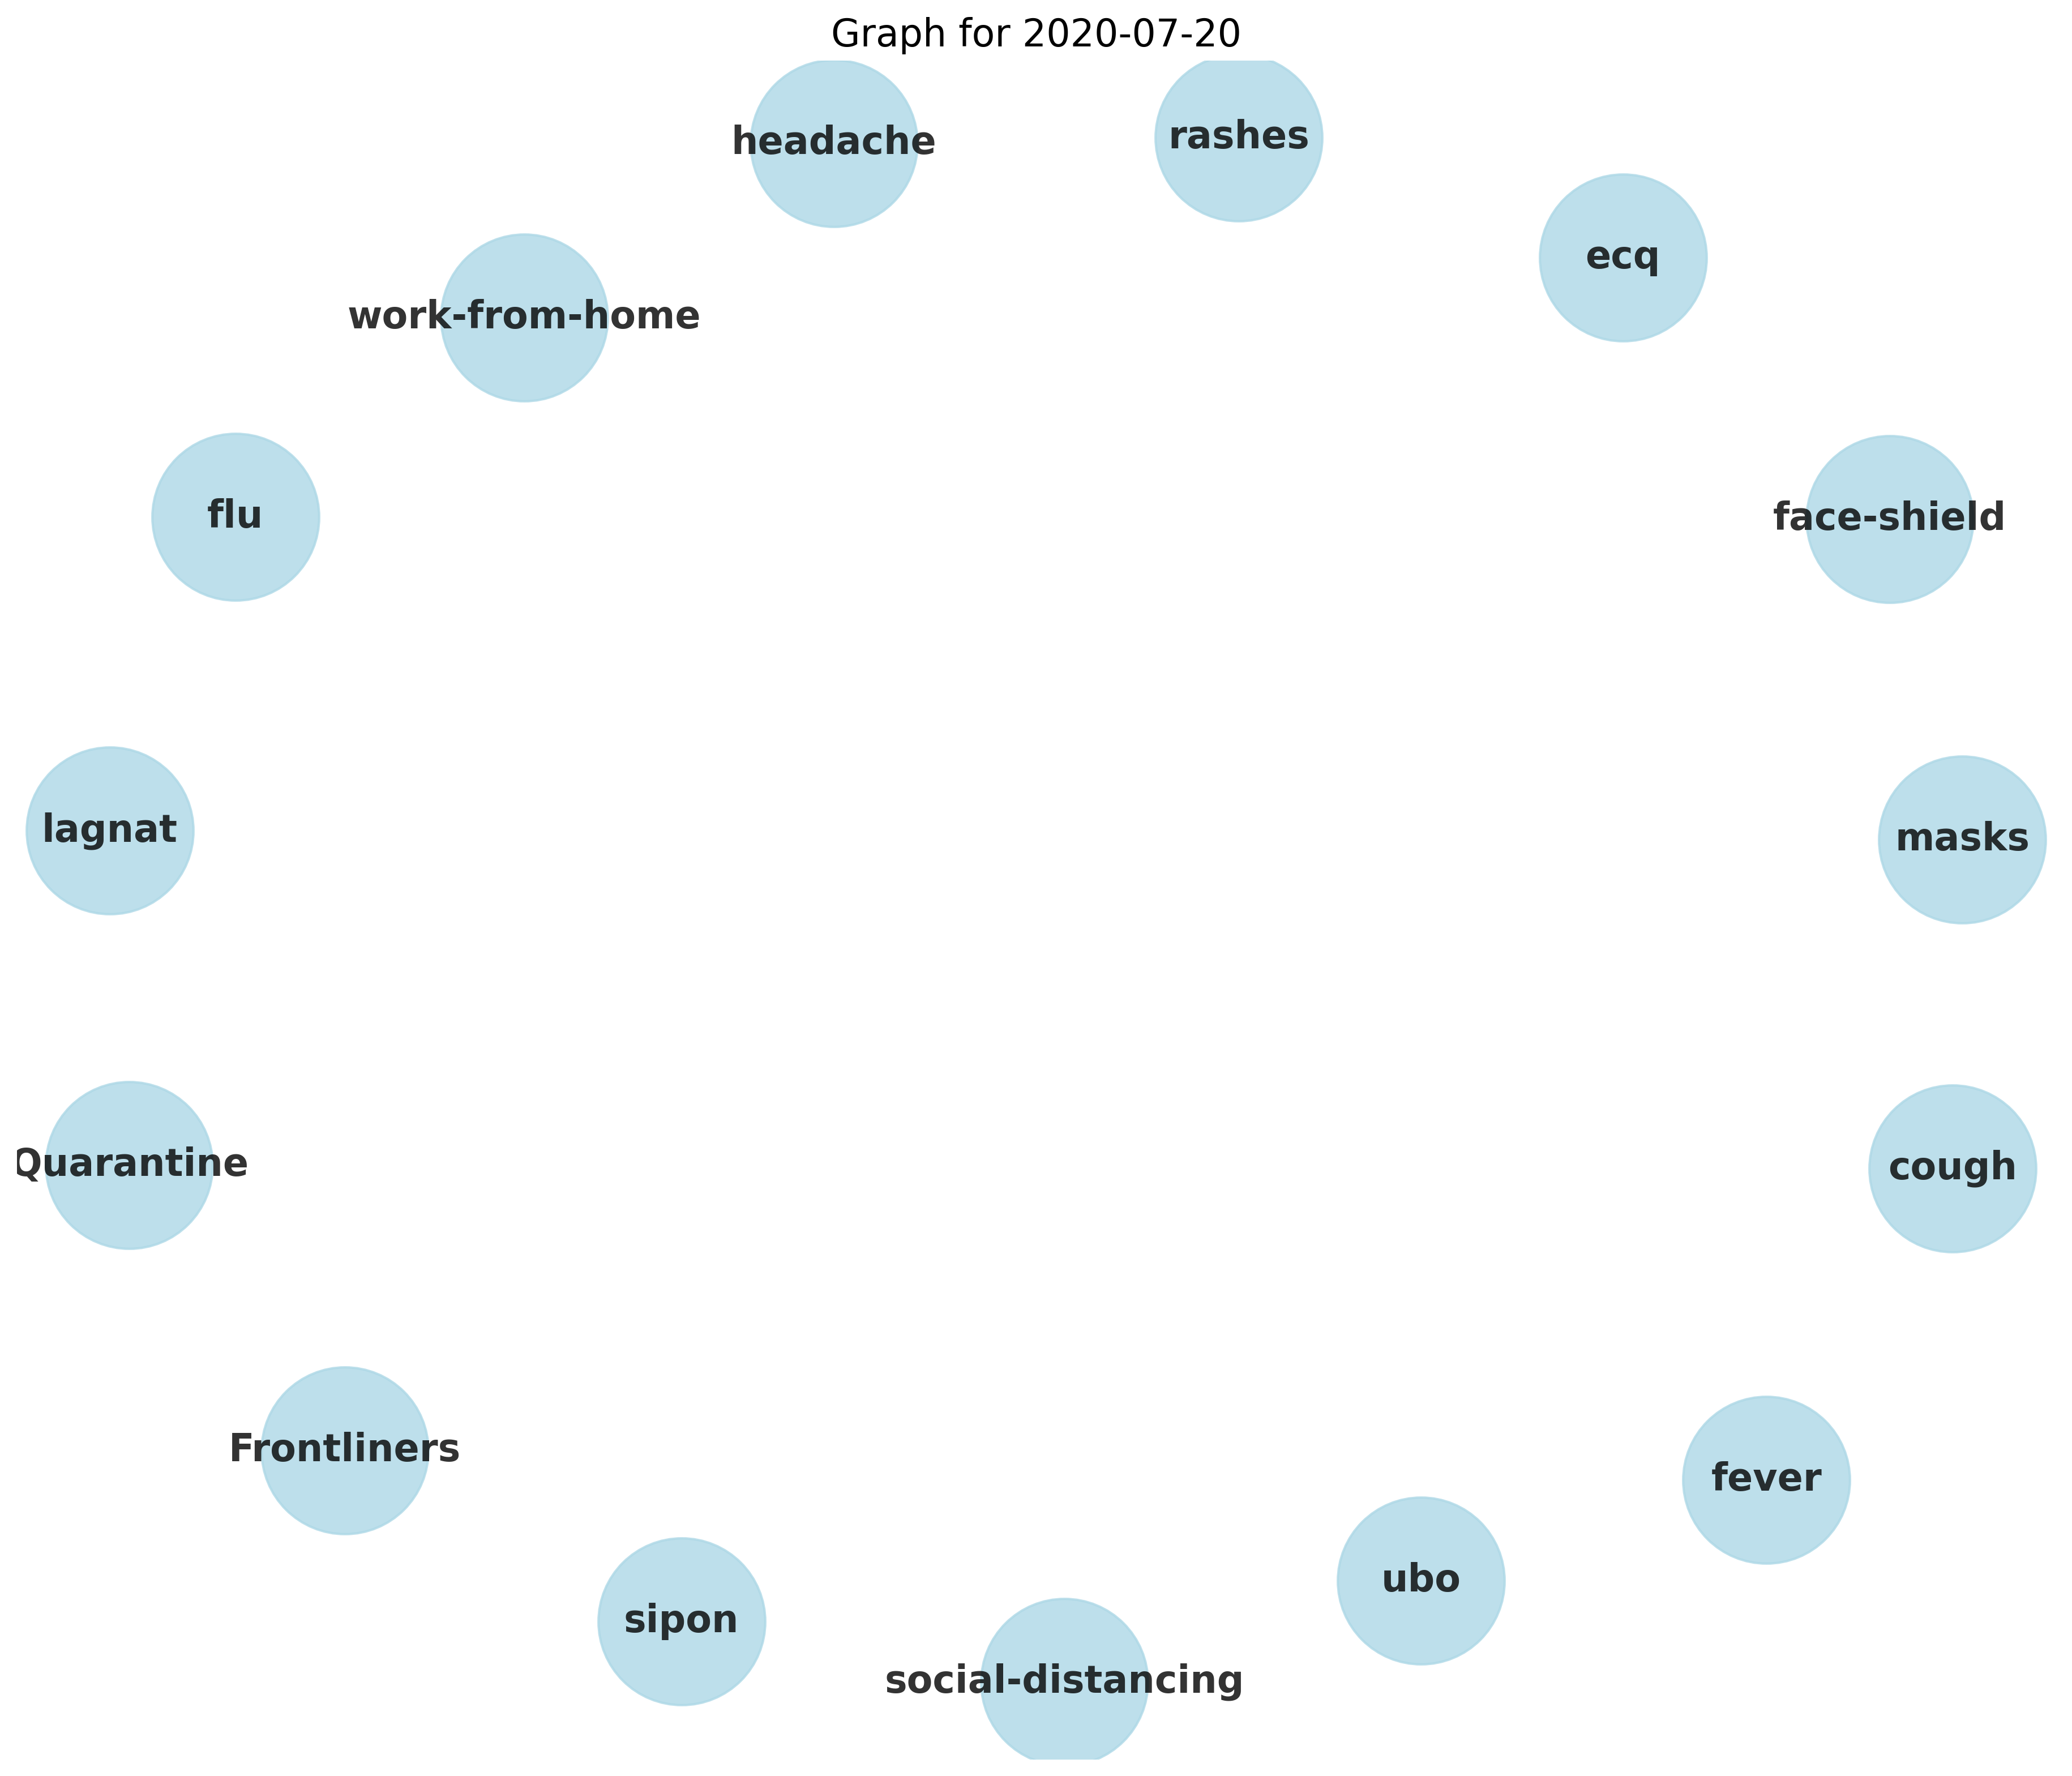 Graph for 2020-07-20
headache
rashes
ecq
work-from-home
flu
face-shield
lagnat
masks
Quarantine
cough
Frontliners
fever
ubo
sipon
social-distancing